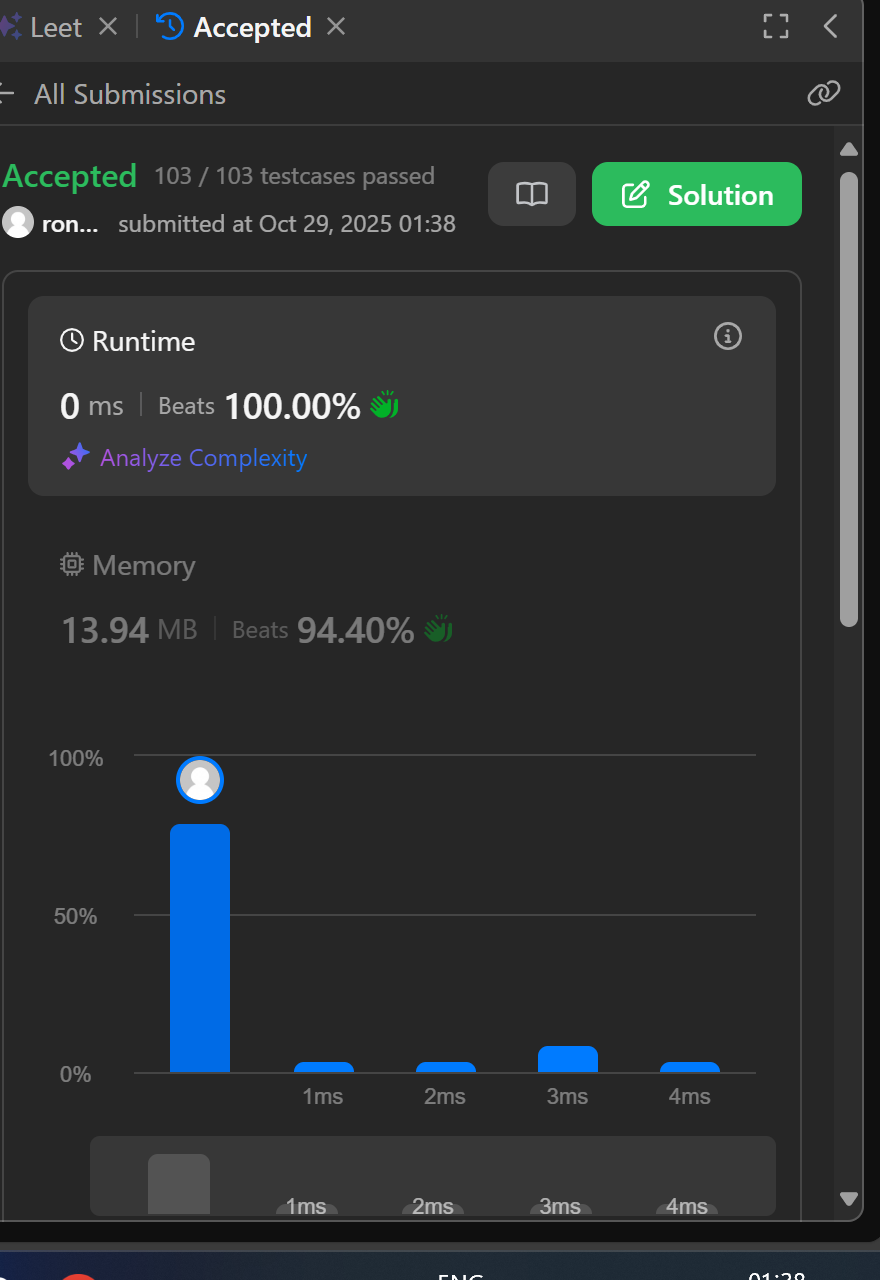 Leet
Accepted
All Submissions
Accepted 103 / 103 testcases passed
ron... submitted at Oct 29, 2025 01:38
Solution
Runtime
0 ms Beats 100.00%
Analyze Complexity
Memory
13.94 MB Beats 94.40%
100%
50%
0%
1ms 2ms 3ms 4ms
1ms 2ms 3ms 4ms
ENG
01:38